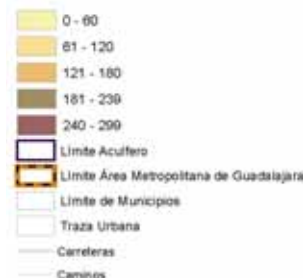 0 - 60
61 - 120
121 - 180
181 - 239
240 - 299
Límite Acuífero
Límite Área Metropolitana de Guadalajara
Límite de Municipios
Traza Urbana
Carreteras
Caminos